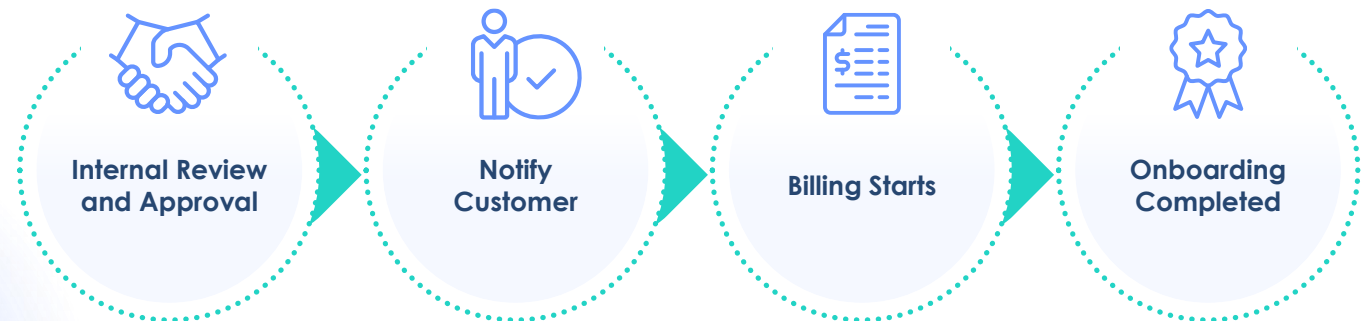 Internal Review
and Approval
Notify
Customer
$
Billing Starts
Onboarding
Completed